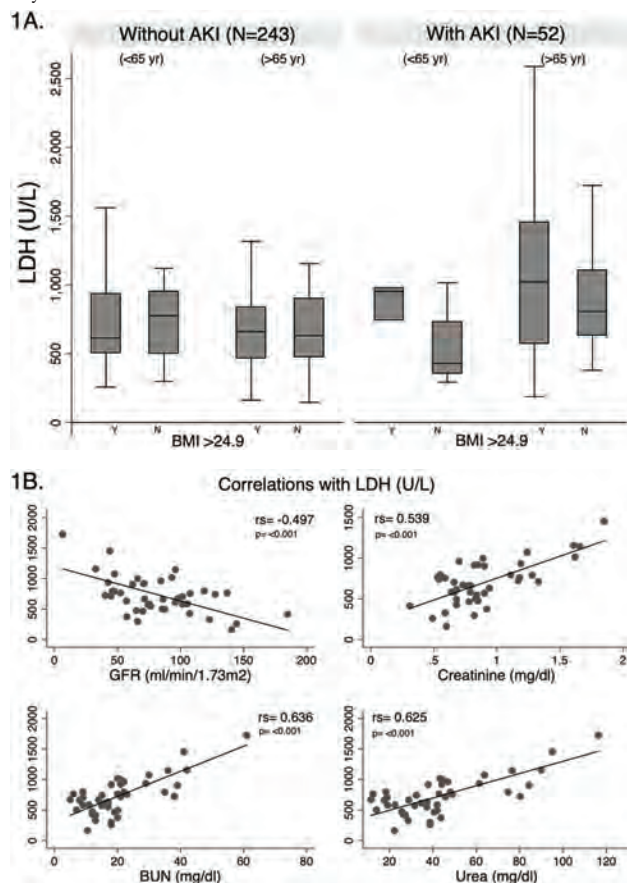 1A.
Without AKI (N=243) With AKI (N=52)
(<65 yr) (>65 yr) (<65 yr) (>65 yr)
LDH (U/L)
2,500
2,000
1,500
1,000
500
0
Y N Y N Y N Y N
BMI >24.9 BMI >24.9
1B.
Correlations with LDH (U/L)
rs= -0.497
p= <0.001
2000
1500
1000
500
0
0 50 100 150 200
GFR (ml/min/1.73m2)
rs= 0.539
p= <0.001
2000
1500
1000
500
0
0 .5 1 1.5 2
Creatinine (mg/dl)
rs= 0.636
p= <0.001
2000
1500
1000
500
0
0 20 40 60 80
BUN (mg/dl)
rs= 0.625
p= <0.001
2000
1500
1000
500
0
0 40 80 120
Urea (mg/dl)